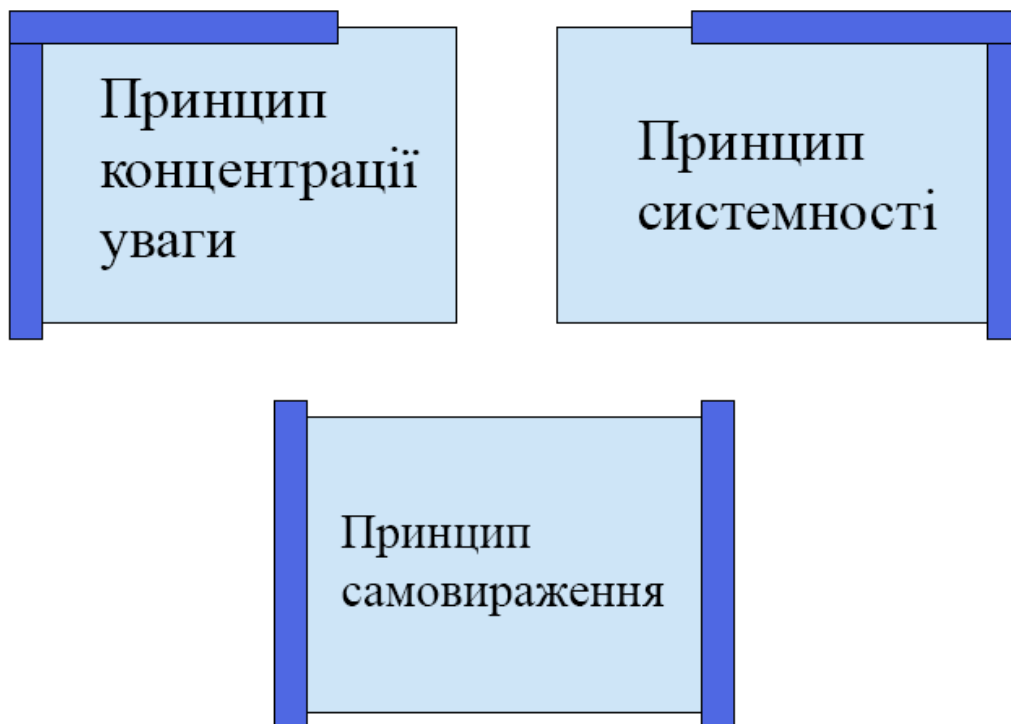 Принцип
концентрації
уваги
Принцип
системності
Принцип
самовираження